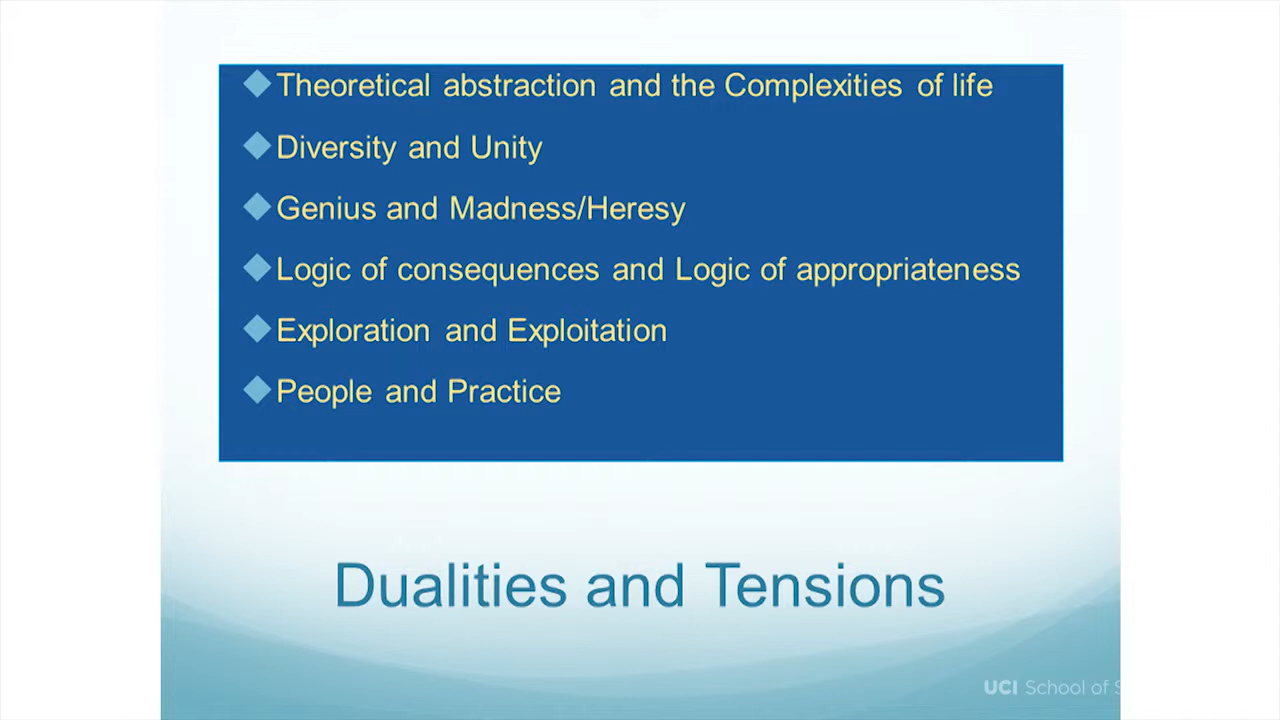 Theoretical abstraction and the Complexities of life
Diversity and Unity
Genius and Madness/Heresy
Logic of consequences and Logic of appropriateness
Exploration and Exploitation
People and Practice
Dualities and Tensions
UCI School of